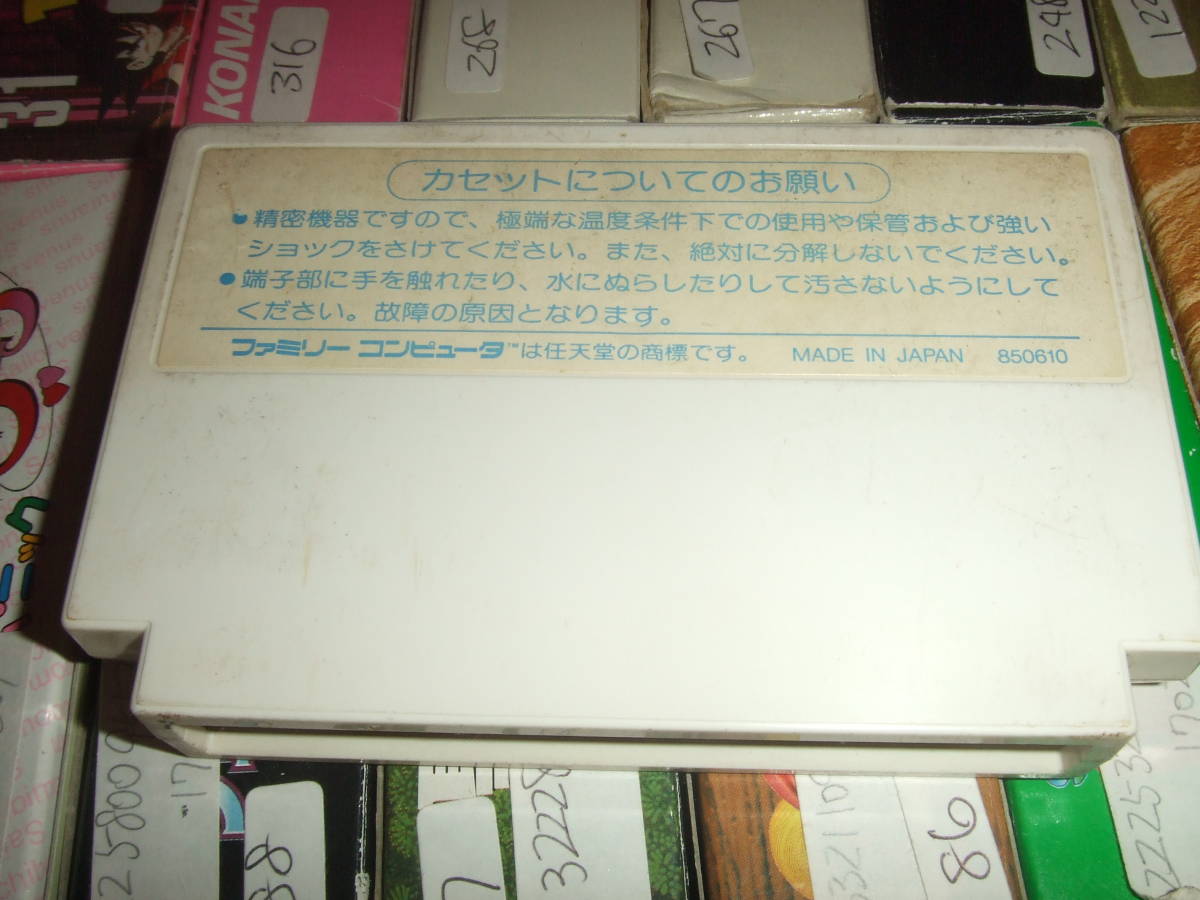 31
KONA
316
268
267
248
カセットについてのお願い
●精密機器ですので、極端な温度条件下での使用や保管および強い
ショックをさけてください。また、絶対に分解しないでください。
●端子部に手を触れたり、水にぬらしたりして汚さないようにして
ください。故障の原因となります。
ファミリー コンピュータ™は任天堂の商標です。 MADE IN JAPAN 850610
86